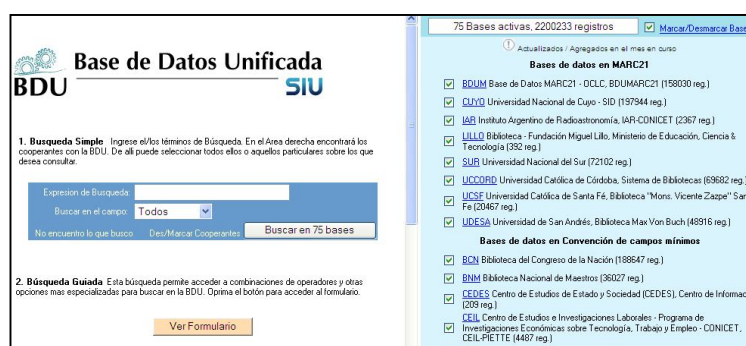 BDU
Base de Datos Unificada
SIU
1. Busqueda Simple Ingrese el/los términos de Búsqueda. En el Area derecha encontrará los
cooperantes con la BDU. De alli puede seleccionar todos ellos o aquellos particulares sobre los que
desea consultar.
Expresion de Busqueda:
Buscar en el campo: Todos
No encuentro lo que busco Des/Marcar Cooperantes Buscar en 75 bases
2. Búsqueda Guiada Esta búsqueda permite acceder a combinaciones de operadores y otras
opciones mas especializadas para buscar en la BDU. Oprima el botón para acceder al formulario.
Ver Formulario
75 Bases activas, 2200233 registros Marcar/Desmarcar Base
Actualizados / Agregados en el mes en curso
Bases de datos en MARC21
BDUM Base de Datos MARC21 - OCLC, BDUMARC21 (158030 reg.)
CUYO Universidad Nacional de Cuyo - SID (197944 reg.)
IAR Instituto Argentino de Radioastronomía, IAR-CONICET (2367 reg.)
LILLO Biblioteca - Fundación Miguel Lillo, Ministerio de Educación, Ciencia &
Tecnología (392 reg.)
SUR Universidad Nacional del Sur (72102 reg.)
UCCORD Universidad Católica de Córdoba, Sistema de Bibliotecas (69682 reg.)
UCSF Universidad Católica de Santa Fé, Biblioteca "Mons. Vicente Zazpe" San
Fe (20467 reg.)
UDESA Universidad de San Andrés, Biblioteca Max Von Buch (48916 reg.)
Bases de datos en Convención de campos mínimos
BCN Biblioteca del Congreso de la Nación (188647 reg.)
BNM Biblioteca Nacional de Maestros (36027 reg.)
CEDES Centro de Estudios de Estado y Sociedad (CEDES), Centro de Informac
(209 reg.)
CEIL Centro de Estudios e Investigaciones Laborales - Programa de
Investigaciones Económicas sobre Tecnología, Trabajo y Empleo - CONICET,
CEIL-PIETTE (4487 reg.)